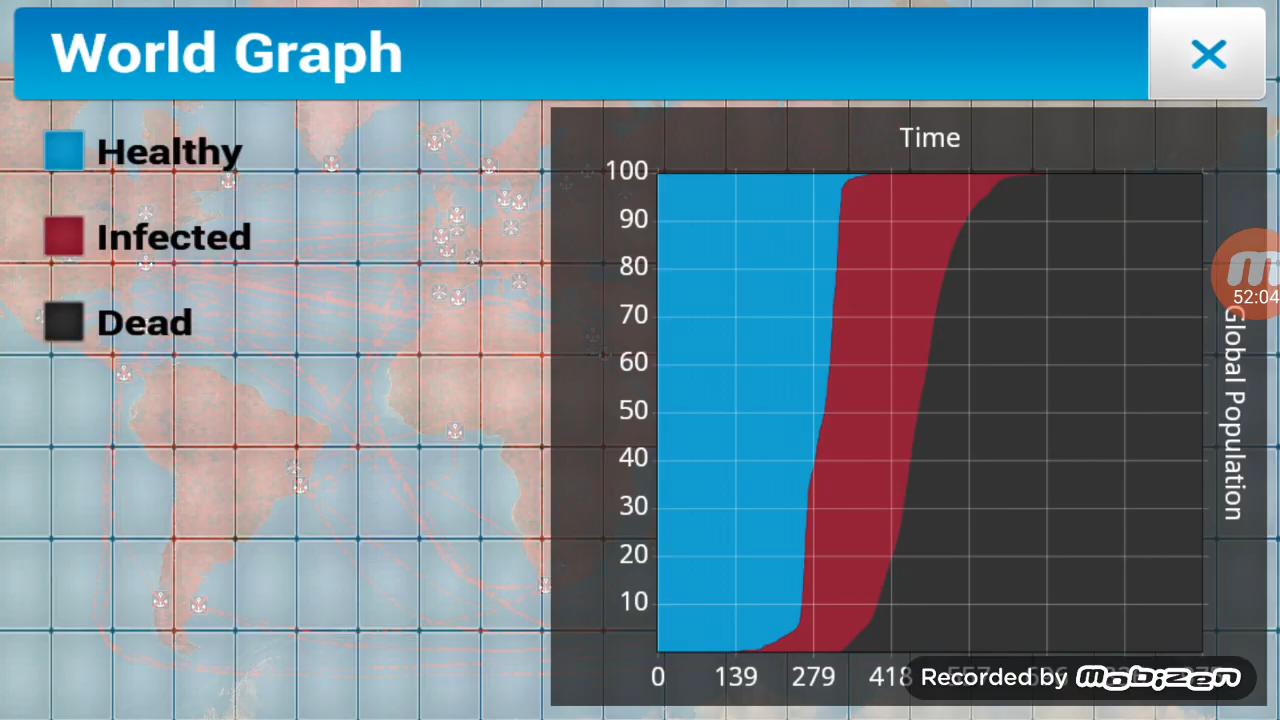 World Graph
Healthy
Infected
Dead
Time
100
90
80
70
60
50
40
30
20
10
0 139 279 418 557
Global Population
52:04
Recorded by mobizen